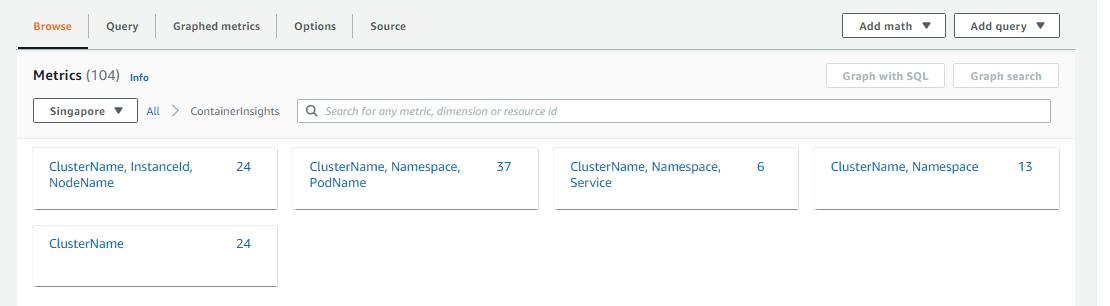 Browse Query Graphed metrics Options Source Add math Add query
Metrics (104) Info Graph with SQL Graph search
Singapore All ContainerInsights Search for any metric, dimension or resource id
ClusterName, InstanceId, NodeName 24
ClusterName, Namespace, PodName 37
ClusterName, Namespace, Service 6
ClusterName, Namespace 13
ClusterName 24